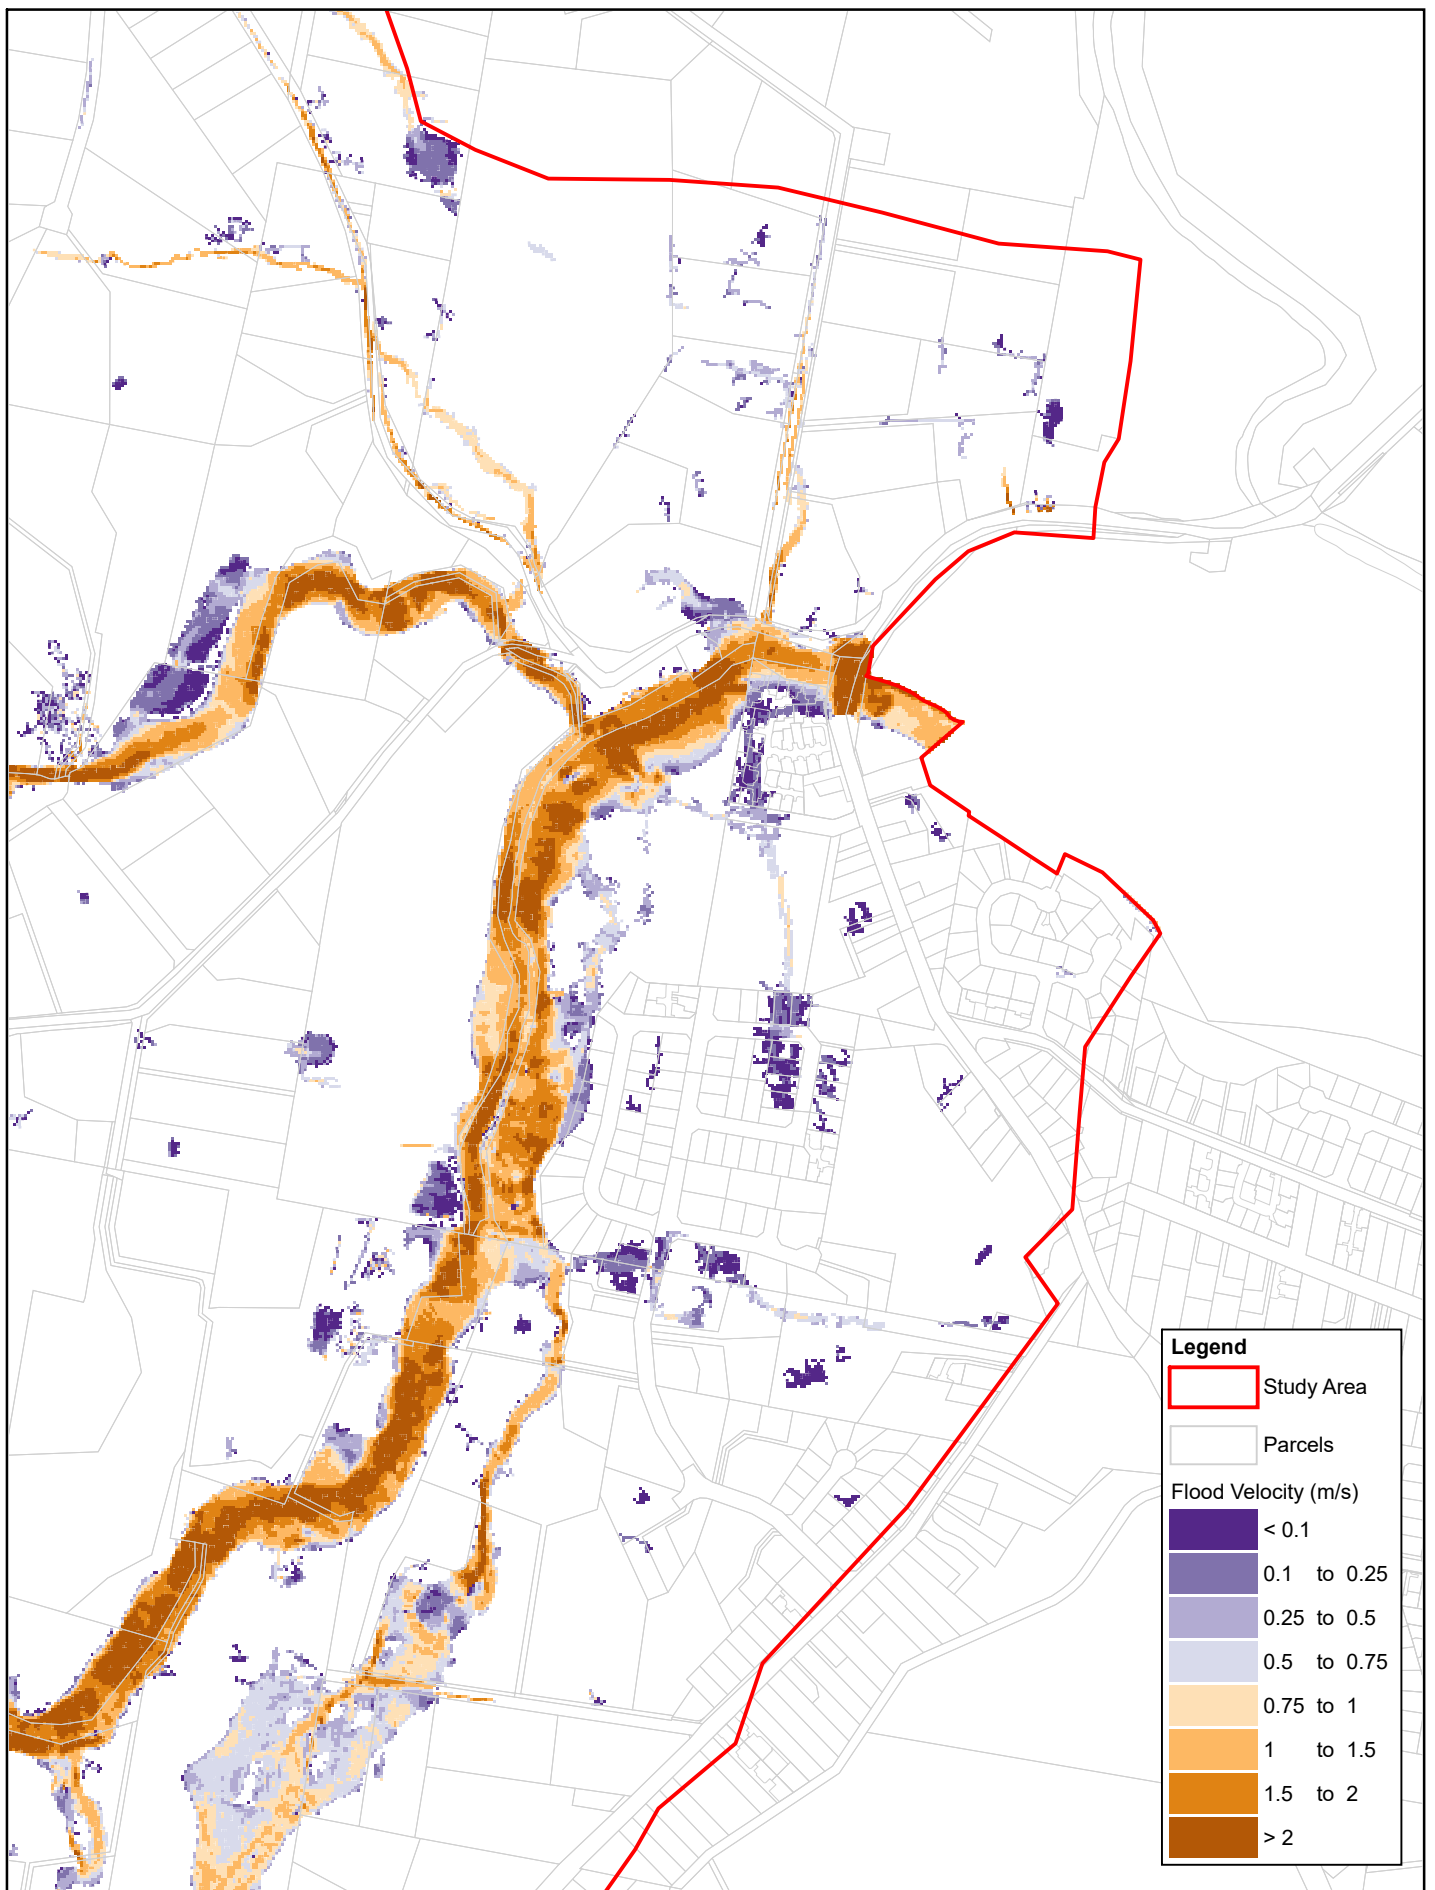 Legend
Study Area
Parcels
Flood Velocity (m/s)
< 0.1
0.1 to 0.25
0.25 to 0.5
0.5 to 0.75
0.75 to 1
1 to 1.5
1.5 to 2
> 2